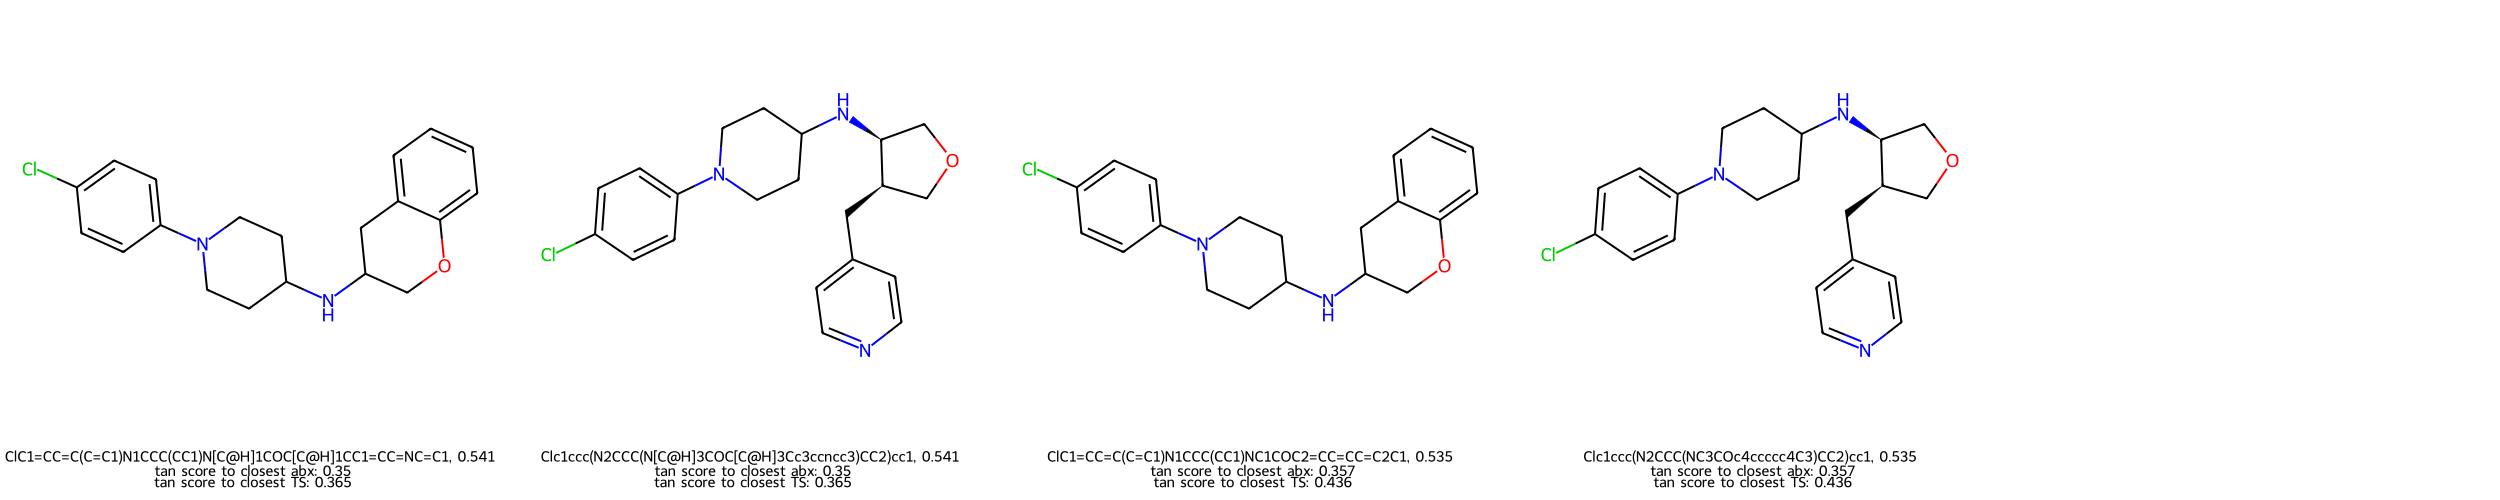 Cl N N H O
Cl N N H O N
Cl N N H O
Cl N N H O N
ClC1=CC=C(C=C1)N1CCC(CC1)N[C@H]1COC[C@H]1CC1=CC=NC=C1, 0.541
tan score to closest abx: 0.35
tan score to closest TS: 0.365
Clc1ccc(N2CCC(N[C@H]3COC[C@H]3Cc3ccncc3)CC2)cc1, 0.541
tan score to closest abx: 0.35
tan score to closest TS: 0.365
ClC1=CC=C(C=C1)N1CCC(CC1)NC1COC2=CC=CC=C2C1, 0.535
tan score to closest abx: 0.357
tan score to closest TS: 0.436
Clc1ccc(N2CCC(NC3COc4ccccc4C3)CC2)cc1, 0.535
tan score to closest abx: 0.357
tan score to closest TS: 0.436